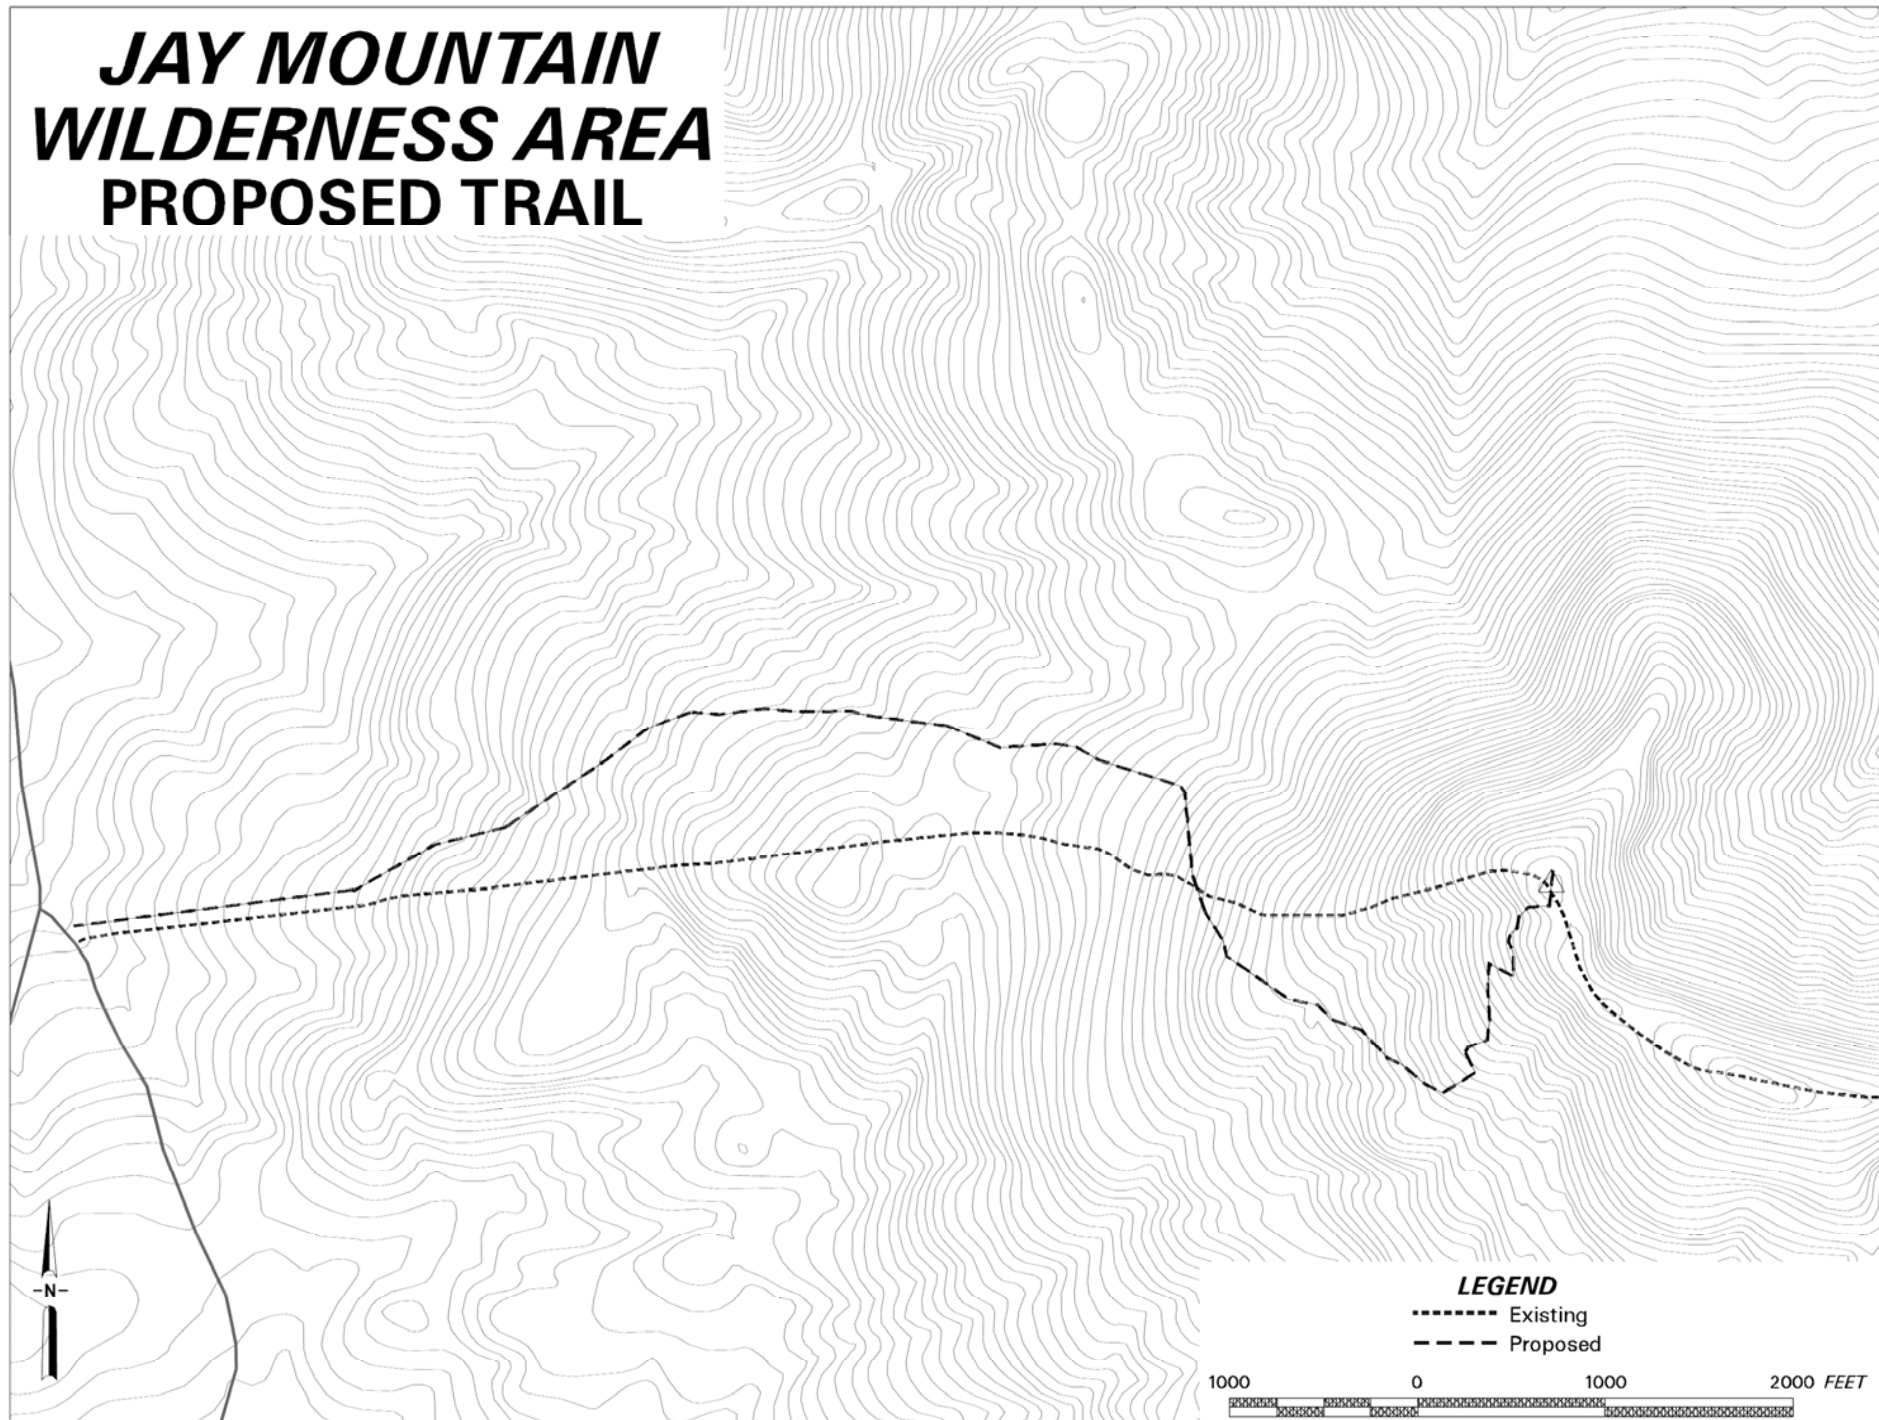 JAY MOUNTAIN
WILDERNESS AREA
PROPOSED TRAIL
-N-
LEGEND
Existing
Proposed
1000 0 1000 2000 FEET